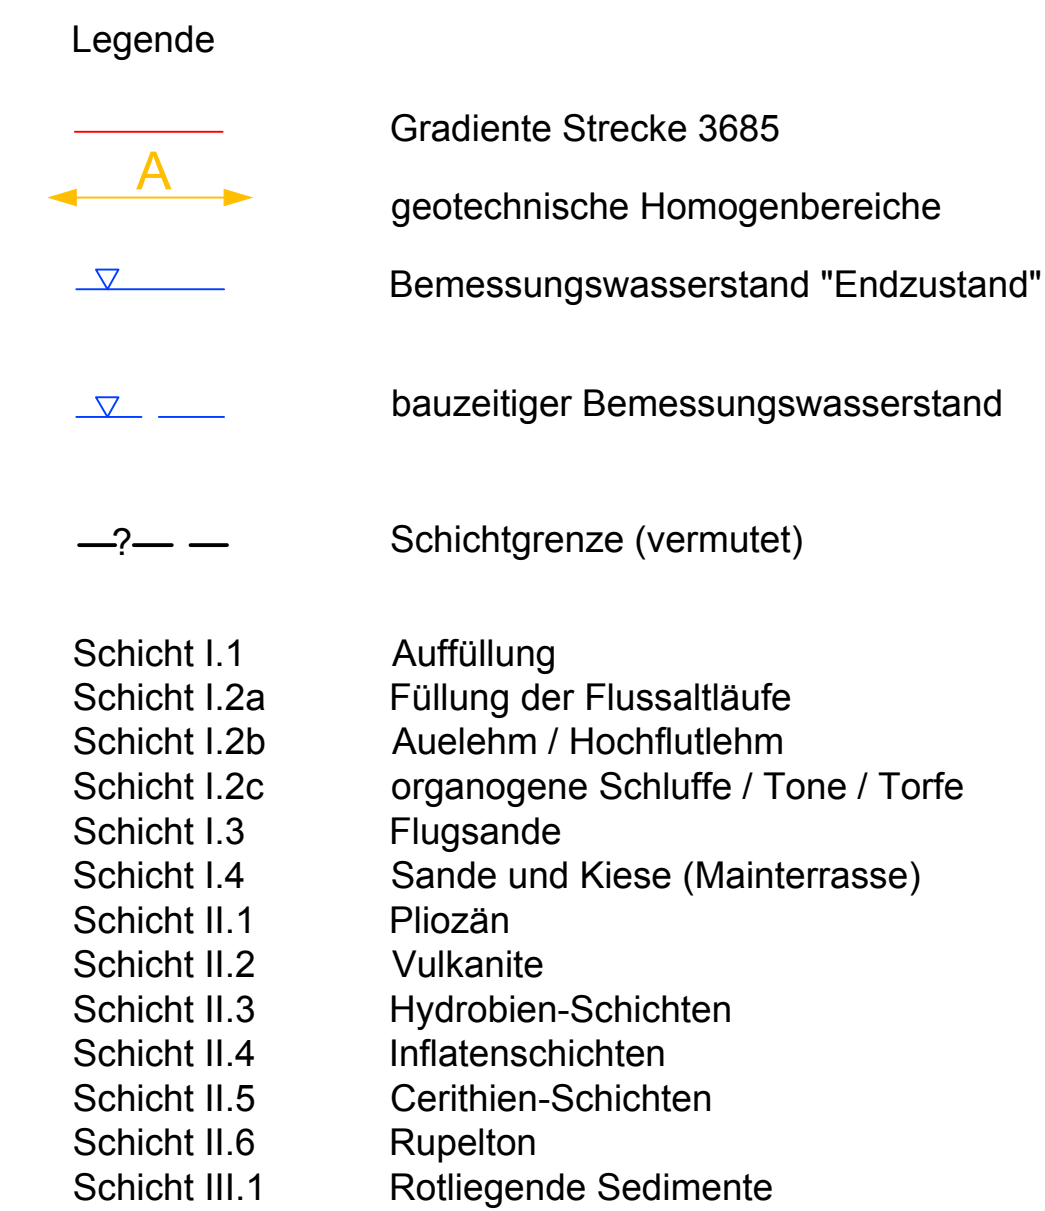 Legende
Gradiente Strecke 3685
A
geotechnische Homogenbereiche
Bemessungswasserstand "Endzustand"
bauzeitiger Bemessungswasserstand
? Schichtgrenze (vermutet)
Schicht I.1 Auffüllung
Schicht I.2a Füllung der Flussaltläufe
Schicht I.2b Auelehm / Hochflutlehm
Schicht I.2c organogene Schluffe / Tone / Torfe
Schicht I.3 Flugsande
Schicht I.4 Sande und Kiese (Mainterrasse)
Schicht II.1 Pliozän
Schicht II.2 Vulkanite
Schicht II.3 Hydrobien-Schichten
Schicht II.4 Inflatenschichten
Schicht II.5 Cerithien-Schichten
Schicht II.6 Rupelton
Schicht III.1 Rotliegende Sedimente